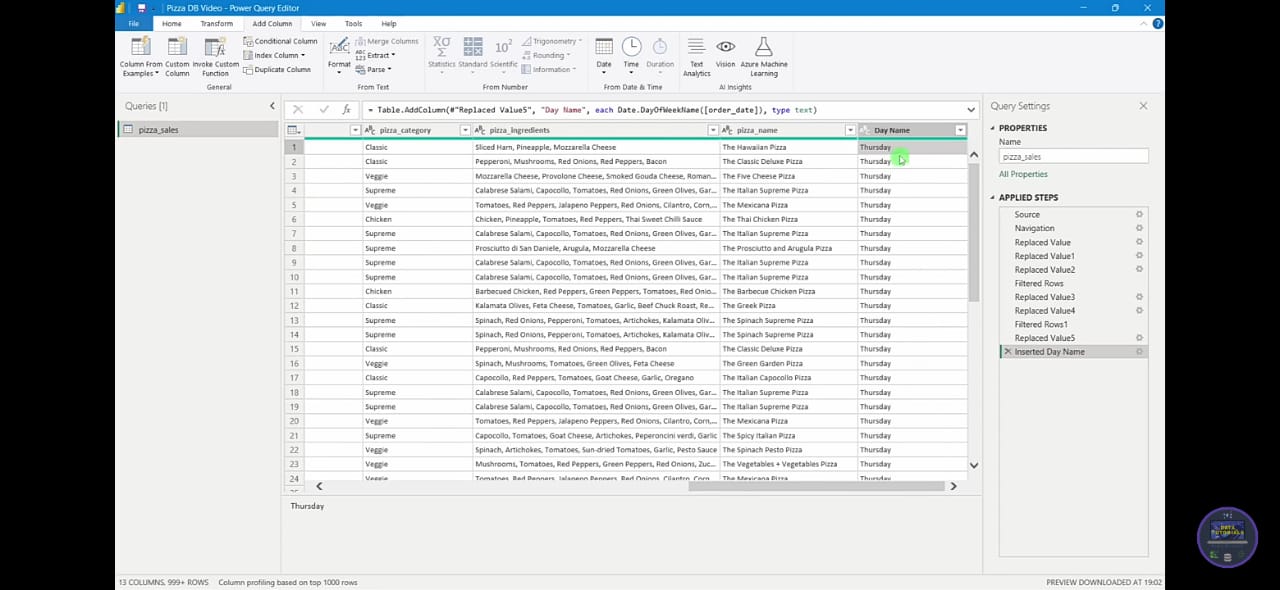 Pizza DB Video - Power Query Editor
File Home Transform Add Column View Tools Help
Column From Examples
Custom Column
Invoke Custom Function
Conditional Column
Index Column
Duplicate Column
General
Format
Merge Columns
Extract
Parse
From Text
Statistics
Standard
Scientific
Trigonometry
Rounding
Information
From Number
Date
Time
Duration
From Date & Time
Text Analytics
Vision
Azure Machine Learning
AI Insights
Queries [1]
pizza_sales
= Table.AddColumn(#"Replaced Value5", "Day Name", each Date.DayOfWeekName([order_date]), type text)
pizza_category pizza_ingredients pizza_name Day Name
1 Classic Sliced Ham, Pineapple, Mozzarella Cheese The Hawaiian Pizza Thursday
2 Classic Pepperoni, Mushrooms, Red Onions, Red Peppers, Bacon The Classic Deluxe Pizza Thursday
3 Veggie Mozzarella Cheese, Provolone Cheese, Smoked Gouda Cheese, Roman... The Five Cheese Pizza Thursday
4 Supreme Calabrese Salami, Capocollo, Tomatoes, Red Onions, Green Olives, Gar... The Italian Supreme Pizza Thursday
5 Veggie Tomatoes, Red Peppers, Jalapeno Peppers, Red Onions, Cilantro, Corn,... The Mexicana Pizza Thursday
6 Chicken Chicken, Pineapple, Tomatoes, Red Peppers, Thai Sweet Chilli Sauce The Thai Chicken Pizza Thursday
7 Supreme Calabrese Salami, Capocollo, Tomatoes, Red Onions, Green Olives, Gar... The Italian Supreme Pizza Thursday
8 Supreme Prosciutto di San Daniele, Arugula, Mozzarella Cheese The Prosciutto and Arugula Pizza Thursday
9 Supreme Calabrese Salami, Capocollo, Tomatoes, Red Onions, Green Olives, Gar... The Italian Supreme Pizza Thursday
10 Supreme Calabrese Salami, Capocollo, Tomatoes, Red Onions, Green Olives, Gar... The Italian Supreme Pizza Thursday
11 Chicken Barbecued Chicken, Red Peppers, Green Peppers, Tomatoes, Red Onio... The Barbecue Chicken Pizza Thursday
12 Classic Kalamata Olives, Feta Cheese, Tomatoes, Garlic, Beef Chuck Roast, Re... The Greek Pizza Thursday
13 Supreme Spinach, Red Onions, Pepperoni, Tomatoes, Artichokes, Kalamata Oliv... The Spinach Supreme Pizza Thursday
14 Supreme Spinach, Red Onions, Pepperoni, Tomatoes, Artichokes, Kalamata Oliv... The Spinach Supreme Pizza Thursday
15 Classic Pepperoni, Mushrooms, Red Onions, Red Peppers, Bacon The Classic Deluxe Pizza Thursday
16 Veggie Spinach, Mushrooms, Tomatoes, Green Olives, Feta Cheese The Green Garden Pizza Thursday
17 Classic Capocollo, Red Peppers, Tomatoes, Goat Cheese, Garlic, Oregano The Italian Capocollo Pizza Thursday
18 Supreme Calabrese Salami, Capocollo, Tomatoes, Red Onions, Green Olives, Gar... The Italian Supreme Pizza Thursday
19 Supreme Calabrese Salami, Capocollo, Tomatoes, Red Onions, Green Olives, Gar... The Italian Supreme Pizza Thursday
20 Veggie Tomatoes, Red Peppers, Jalapeno Peppers, Red Onions, Cilantro, Corn,... The Mexicana Pizza Thursday
21 Supreme Capocollo, Tomatoes, Goat Cheese, Artichokes, Peperoncini verdi, Garlic The Spicy Italian Pizza Thursday
22 Veggie Spinach, Artichokes, Tomatoes, Sun-dried Tomatoes, Garlic, Pesto Sauce The Spinach Pesto Pizza Thursday
23 Veggie Mushrooms, Tomatoes, Red Peppers, Green Peppers, Red Onions, Zuc... The Vegetables + Vegetables Pizza Thursday
24 Veggie Tomatoes, Red Peppers, Jalapeno Peppers, Red Onions, Cilantro, Corn,... The Mexicana Pizza Thursday
Thursday
Query Settings
PROPERTIES
Name
pizza_sales
All Properties
APPLIED STEPS
Source
Navigation
Replaced Value
Replaced Value1
Replaced Value2
Filtered Rows
Replaced Value3
Replaced Value4
Filtered Rows1
Replaced Value5
Inserted Day Name
13 COLUMNS, 999+ ROWS Column profiling based on top 1000 rows
PREVIEW DOWNLOADED AT 19:02
DATA
TUTORIALS